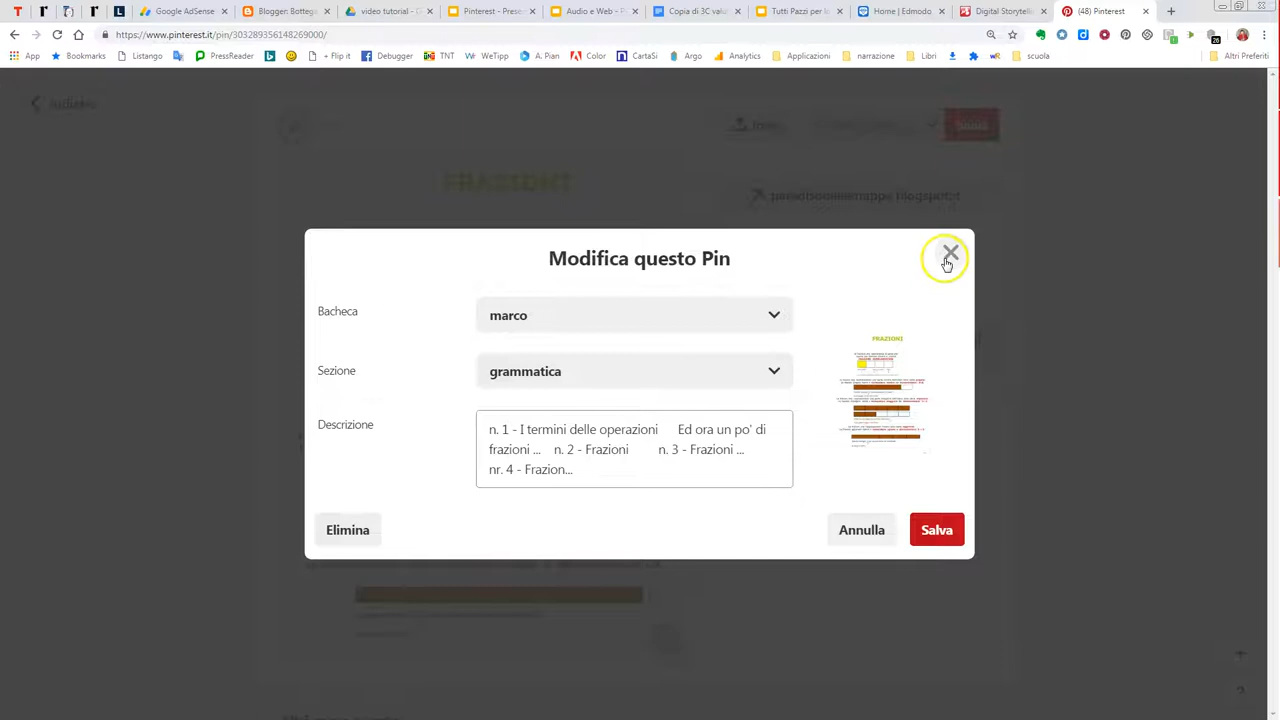 Google AdSense
Blogger: Bottega
video tutorial -
Pinterest - Prese
Audio e Web - P
Copia di 3C valu
Tutti Pazzi per l
Home | Edmodo
Digital Storytelli
(48) Pinterest
https://www.pinterest.it/pin/303289356148269000/
App
Bookmarks
Listango
PressReader
+ Flip it
Debugger
TNT
WeTipp
A. Pian
Color
CartaSi
Argo
Analytics
Applicazioni
narrazione
Libri
wR
scuola
Altri Preferiti
FRAZIONI
Modifica questo Pin
Bacheca
marco
Sezione
grammatica
Descrizione
n. 1 - I termini delle operazioni Ed ora un po' di
frazioni ... n. 2 - Frazioni n. 3 - Frazioni ...
nr. 4 - Frazion...
FRAZIONI
Elimina
Annulla
Salva